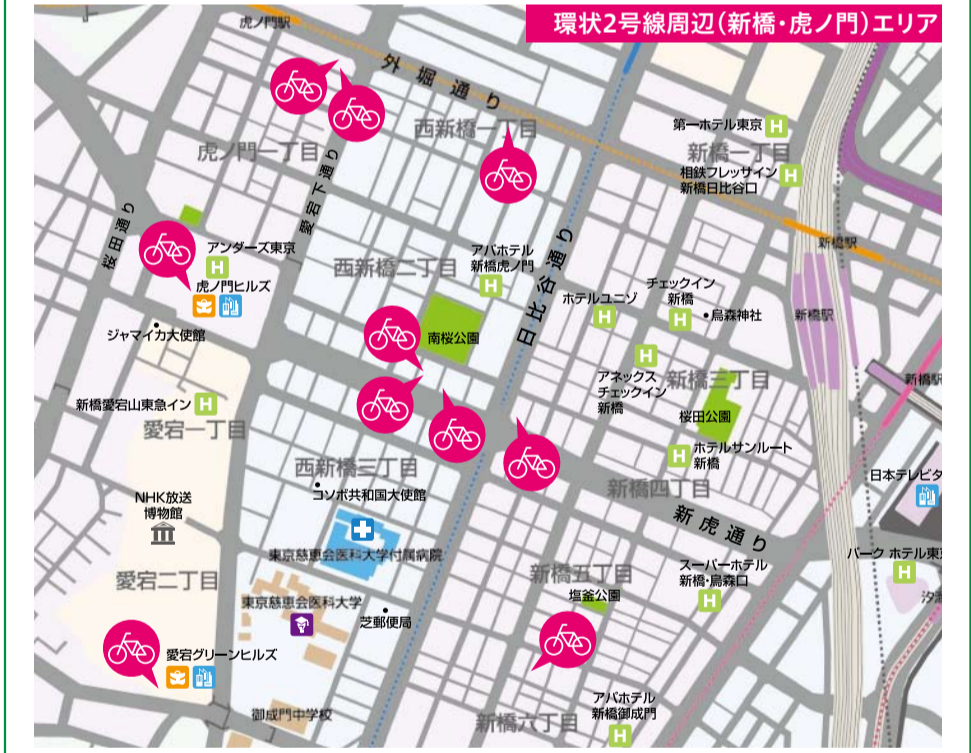 環状2号線周辺（新橋・虎ノ門）エリア
虎ノ門駅
外堀通り
西新橋一丁目
第一ホテル東京
新橋一丁目
虎ノ門一丁目
相鉄フレッサイン
新橋日比谷口
愛宕下通り
桜田通り
アンダーズ東京
虎ノ門ヒルズ
西新橋二丁目
アパホテル
新橋虎ノ門
日比谷通り
新橋駅
チェックイン
新橋
ホテルユニゾ
烏森神社
新橋駅
ジャマイカ大使館
南桜公園
アネックス
チェックイン
新橋
新橋三丁目
新橋駅
桜田公園
新橋愛宕山東急イン
愛宕一丁目
ホテルサンルート
新橋
西新橋三丁目
コソボ共和国大使館
新橋四丁目
日本テレビタ
NHK放送
博物館
新虎通り
東京慈恵会医科大学付属病院
パーク ホテル東京
愛宕二丁目
新橋五丁目
塩釜公園
スーパーホテル
新橋・烏森口
東京慈恵会医科大学
芝郵便局
汐
愛宕グリーンヒルズ
アパホテル
新橋御成門
御成門中学校
新橋六丁目
H
H
H
H
H
H
H
H
H
H
H
H